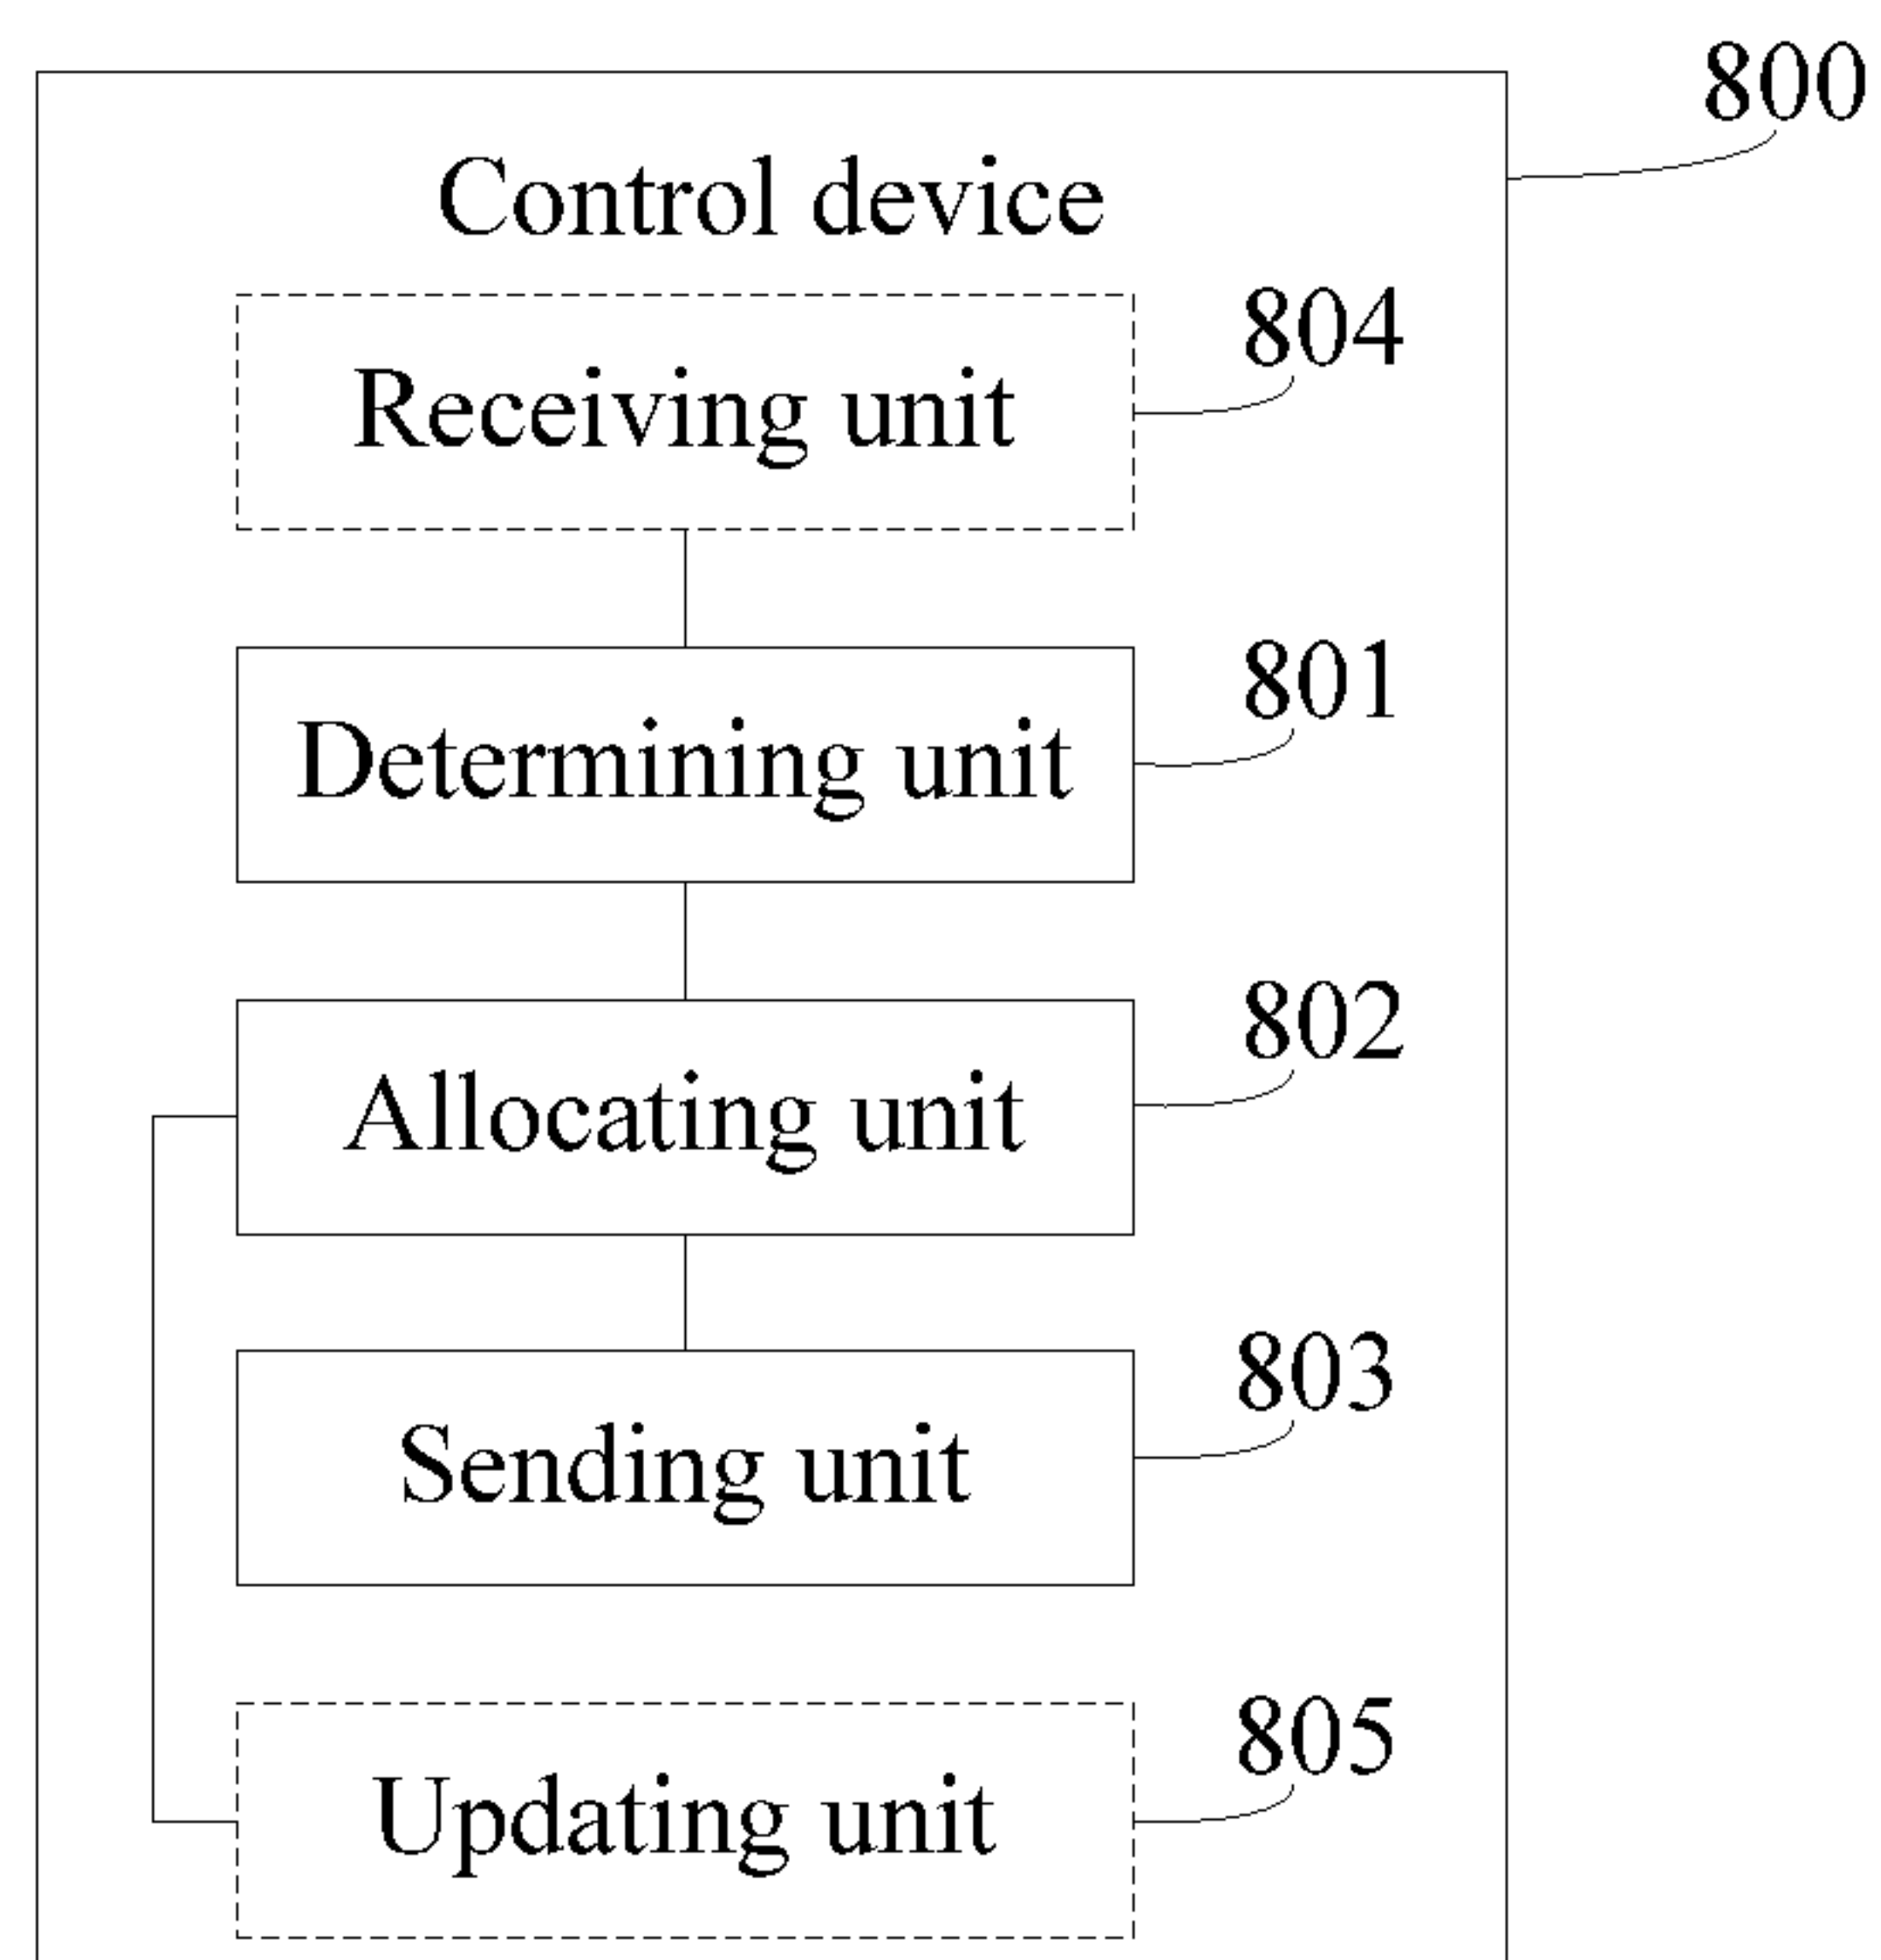 800
Control device
804
Receiving unit
801
Determining unit
802
Allocating unit
803
Sending unit
805
Updating unit